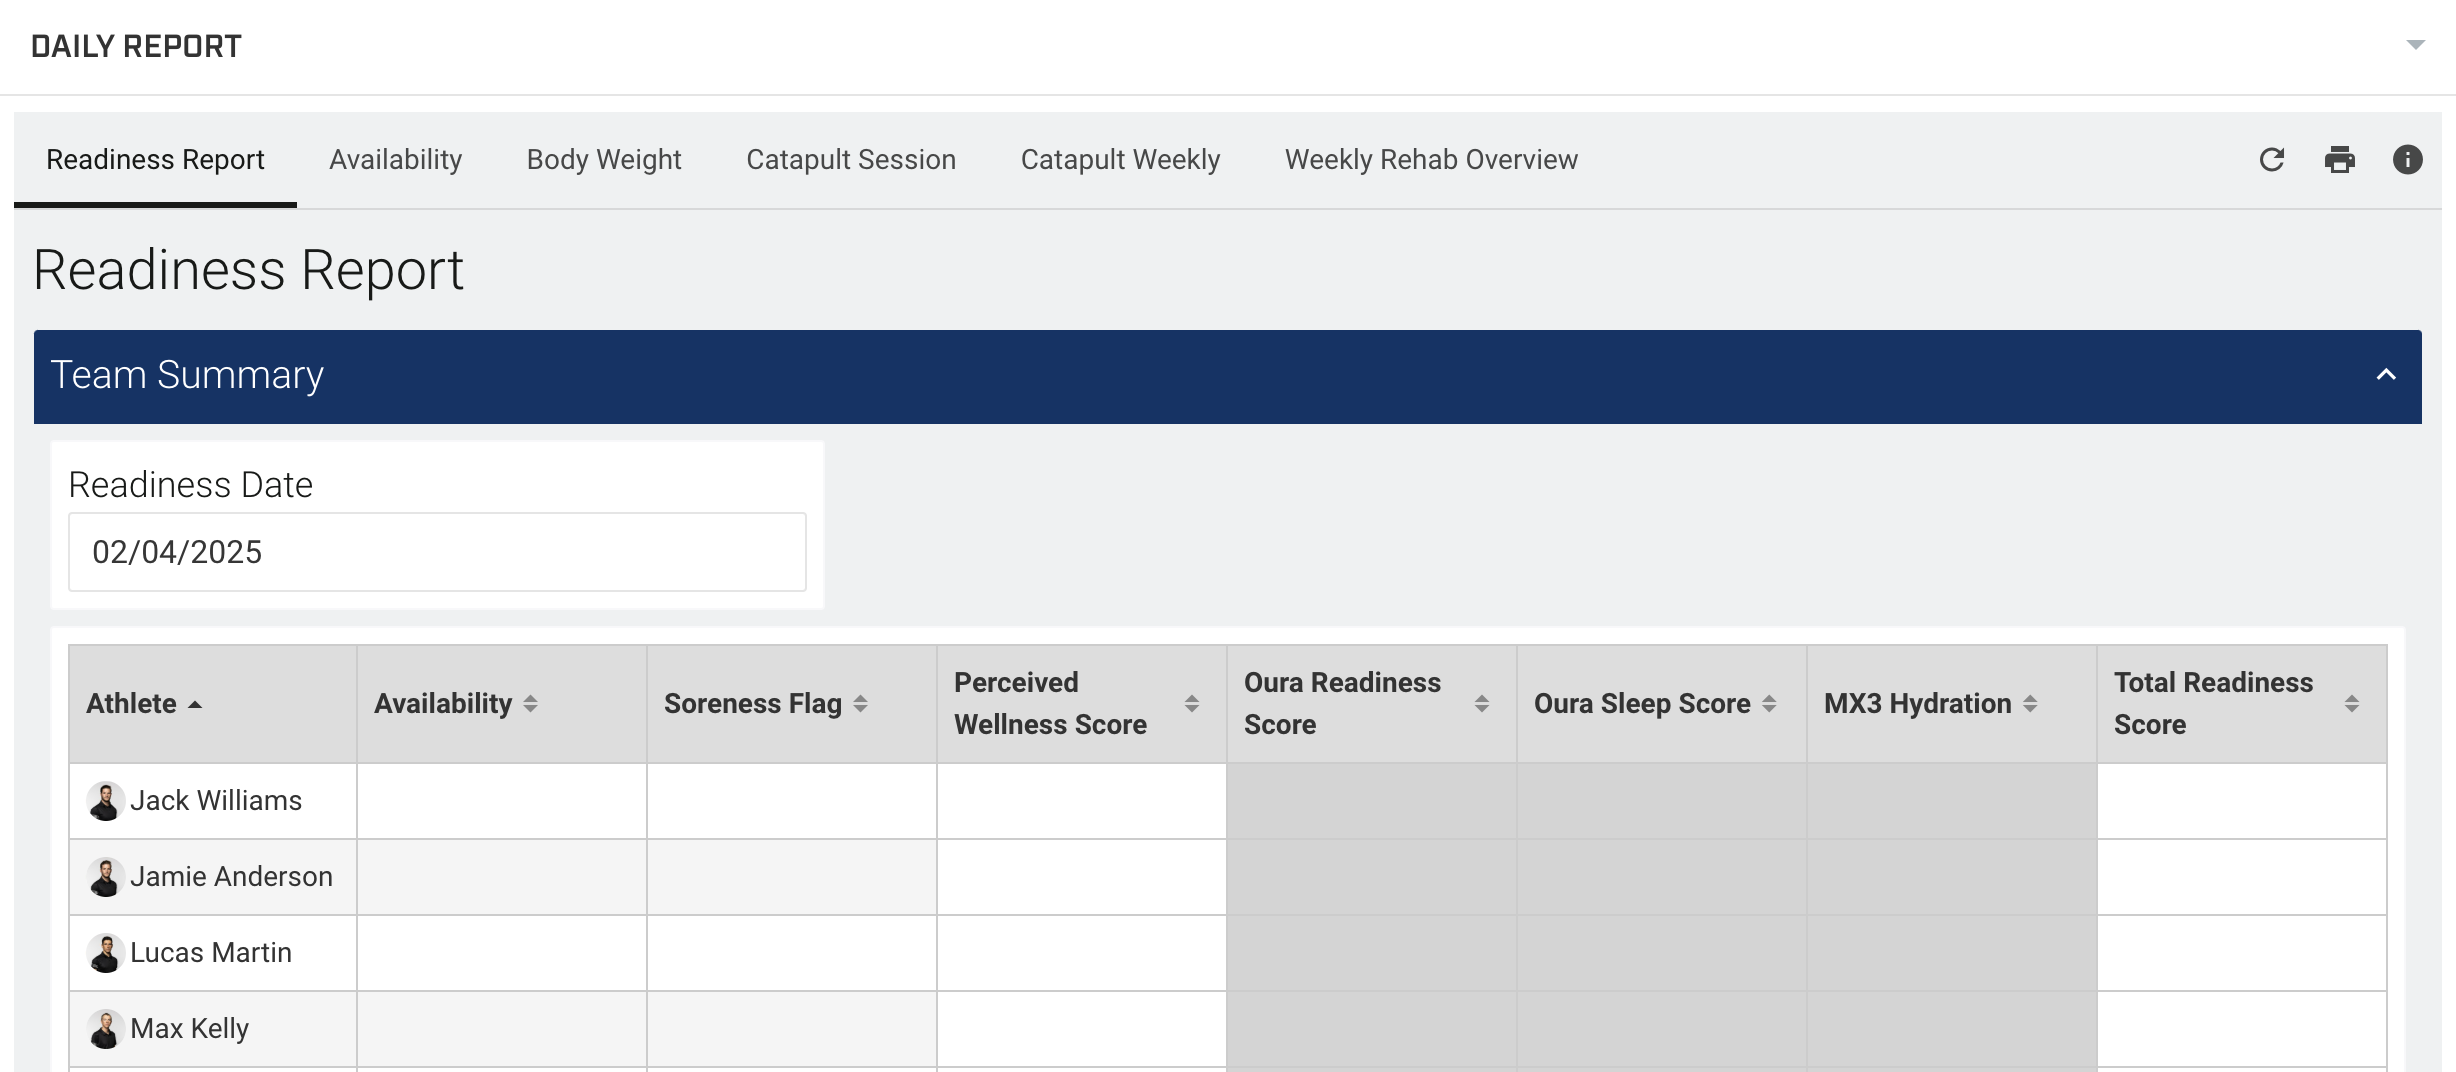 DAILY REPORT
Readiness Report Availability Body Weight Catapult Session Catapult Weekly Weekly Rehab Overview
Readiness Report
Team Summary
Readiness Date
02/04/2025
Athlete Availability Soreness Flag Perceived Wellness Score Oura Readiness Score Oura Sleep Score MX3 Hydration Total Readiness Score
Jack Williams
Jamie Anderson
Lucas Martin
Max Kelly